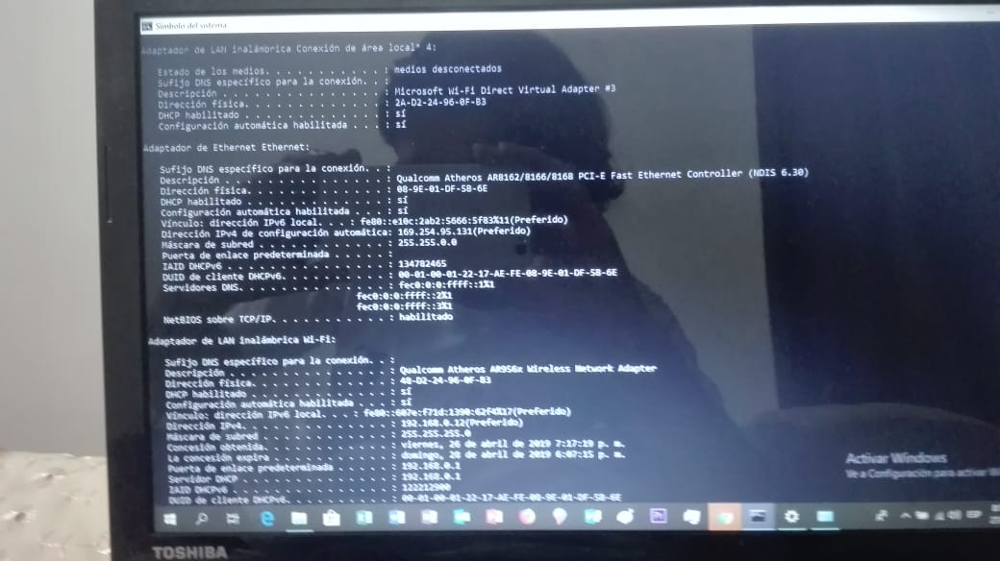 Símbolo del sistema
Adaptador de LAN inalámbrica Conexión de área local* 4:
Estado de los medios. . . . . . . . . . . : medios desconectados
Sufijo DNS específico para la conexión. . :
Descripción . . . . . . . . . . . . . . . : Microsoft Wi-Fi Direct Virtual Adapter #3
Dirección física. . . . . . . . . . . . . : 2A-D2-24-96-0F-B3
DHCP habilitado . . . . . . . . . . . . . : sí
Configuración automática habilitada . . . : sí
Adaptador de Ethernet Ethernet:
Sufijo DNS específico para la conexión. . :
Descripción . . . . . . . . . . . . . . . : Qualcomm Atheros AR8162/8166/8168 PCI-E Fast Ethernet Controller (NDIS 6.30)
Dirección física. . . . . . . . . . . . . : 08-9E-01-DF-5B-6E
DHCP habilitado . . . . . . . . . . . . . : sí
Configuración automática habilitada . . . : sí
Vínculo: dirección IPv6 local. . . : fe80::e10c:2ab2:5666:5f83%11(Preferido)
Dirección IPv4 de configuración automática: 169.254.95.131(Preferido)
Máscara de subred . . . . . . . . . . . . : 255.255.0.0
Puerta de enlace predeterminada . . . . . :
IAID DHCPv6 . . . . . . . . . . . . . . . : 134782465
DUID de cliente DHCPv6. . . . . . . . . . : 00-01-00-01-22-17-AE-FE-08-9E-01-DF-5B-6E
Servidores DNS. . . . . . . . . . . . . . : fec0:0:0:ffff::1%1
fec0:0:0:ffff::2%1
fec0:0:0:ffff::3%1
NetBIOS sobre TCP/IP. . . . . . . . . . . : habilitado
Adaptador de LAN inalámbrica Wi-Fi:
Sufijo DNS específico para la conexión. . :
Descripción . . . . . . . . . . . . . . . : Qualcomm Atheros AR956x Wireless Network Adapter
Dirección física. . . . . . . . . . . . . : 48-D2-24-96-0F-B3
DHCP habilitado . . . . . . . . . . . . . : sí
Configuración automática habilitada . . . : sí
Vínculo: dirección IPv6 local. . . : fe80::607e:f71d:1390:62f4%17(Preferido)
Dirección IPv4. . . . . . . . . . . . . . : 192.168.0.12(Preferido)
Máscara de subred . . . . . . . . . . . . : 255.255.255.0
Concesión obtenida. . . . . . . . . . . . : viernes, 26 de abril de 2019 7:17:19 p. m.
La concesión expira . . . . . . . . . . . : domingo, 28 de abril de 2019 6:07:15 p. m.
Puerta de enlace predeterminada . . . . . : 192.168.0.1
Servidor DHCP . . . . . . . . . . . . . . : 192.168.0.1
IAID DHCPv6 . . . . . . . . . . . . . . . : 122212900
DUID de cliente DHCPv6. . . . . . . . . . : 00-01-00-01-22-17-AE-FE-08-9E-01-DF-5B-6E
Activar Windows
Ve a Configuración para activar
ESP
TOSHIBA